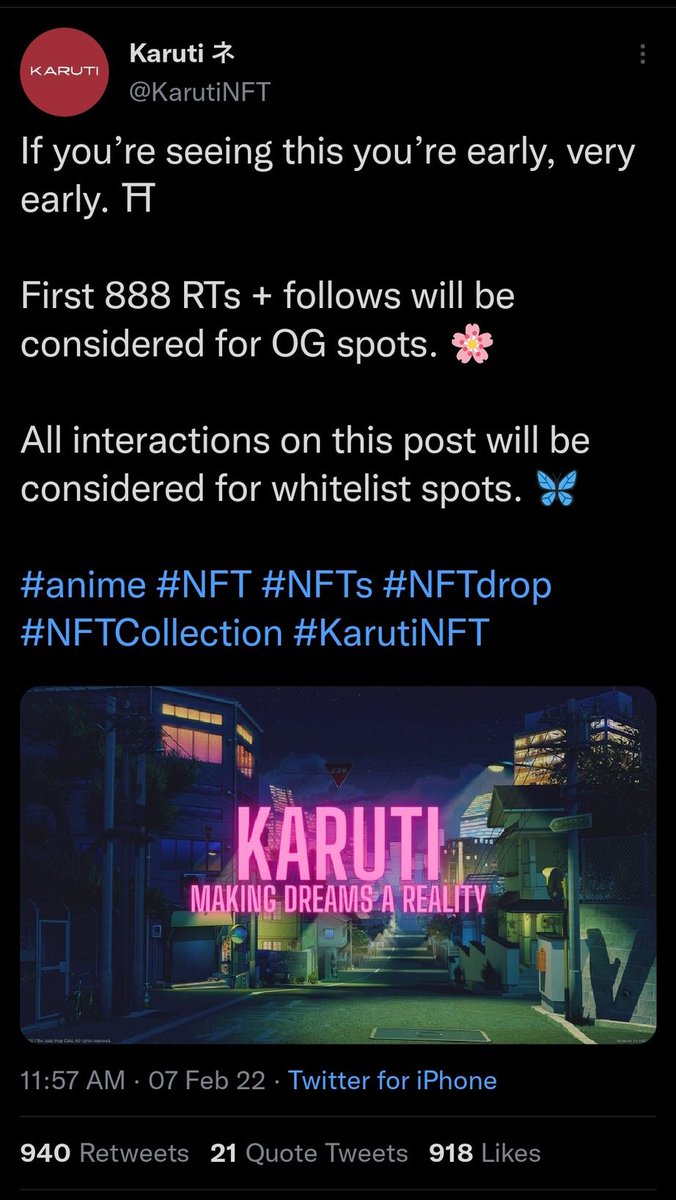 KARUTI
Karuti ネ
@KarutiNFT
If you’re seeing this you’re early, very
early. ⛩
First 888 RTs + follows will be
considered for OG spots. 🌸
All interactions on this post will be
considered for whitelist spots. 🦋
#anime #NFT #NFTs #NFTdrop
#NFTCollection #KarutiNFT
KARUTI
MAKING DREAMS A REALITY
11:57 AM · 07 Feb 22 · Twitter for iPhone
940 Retweets 21 Quote Tweets 918 Likes